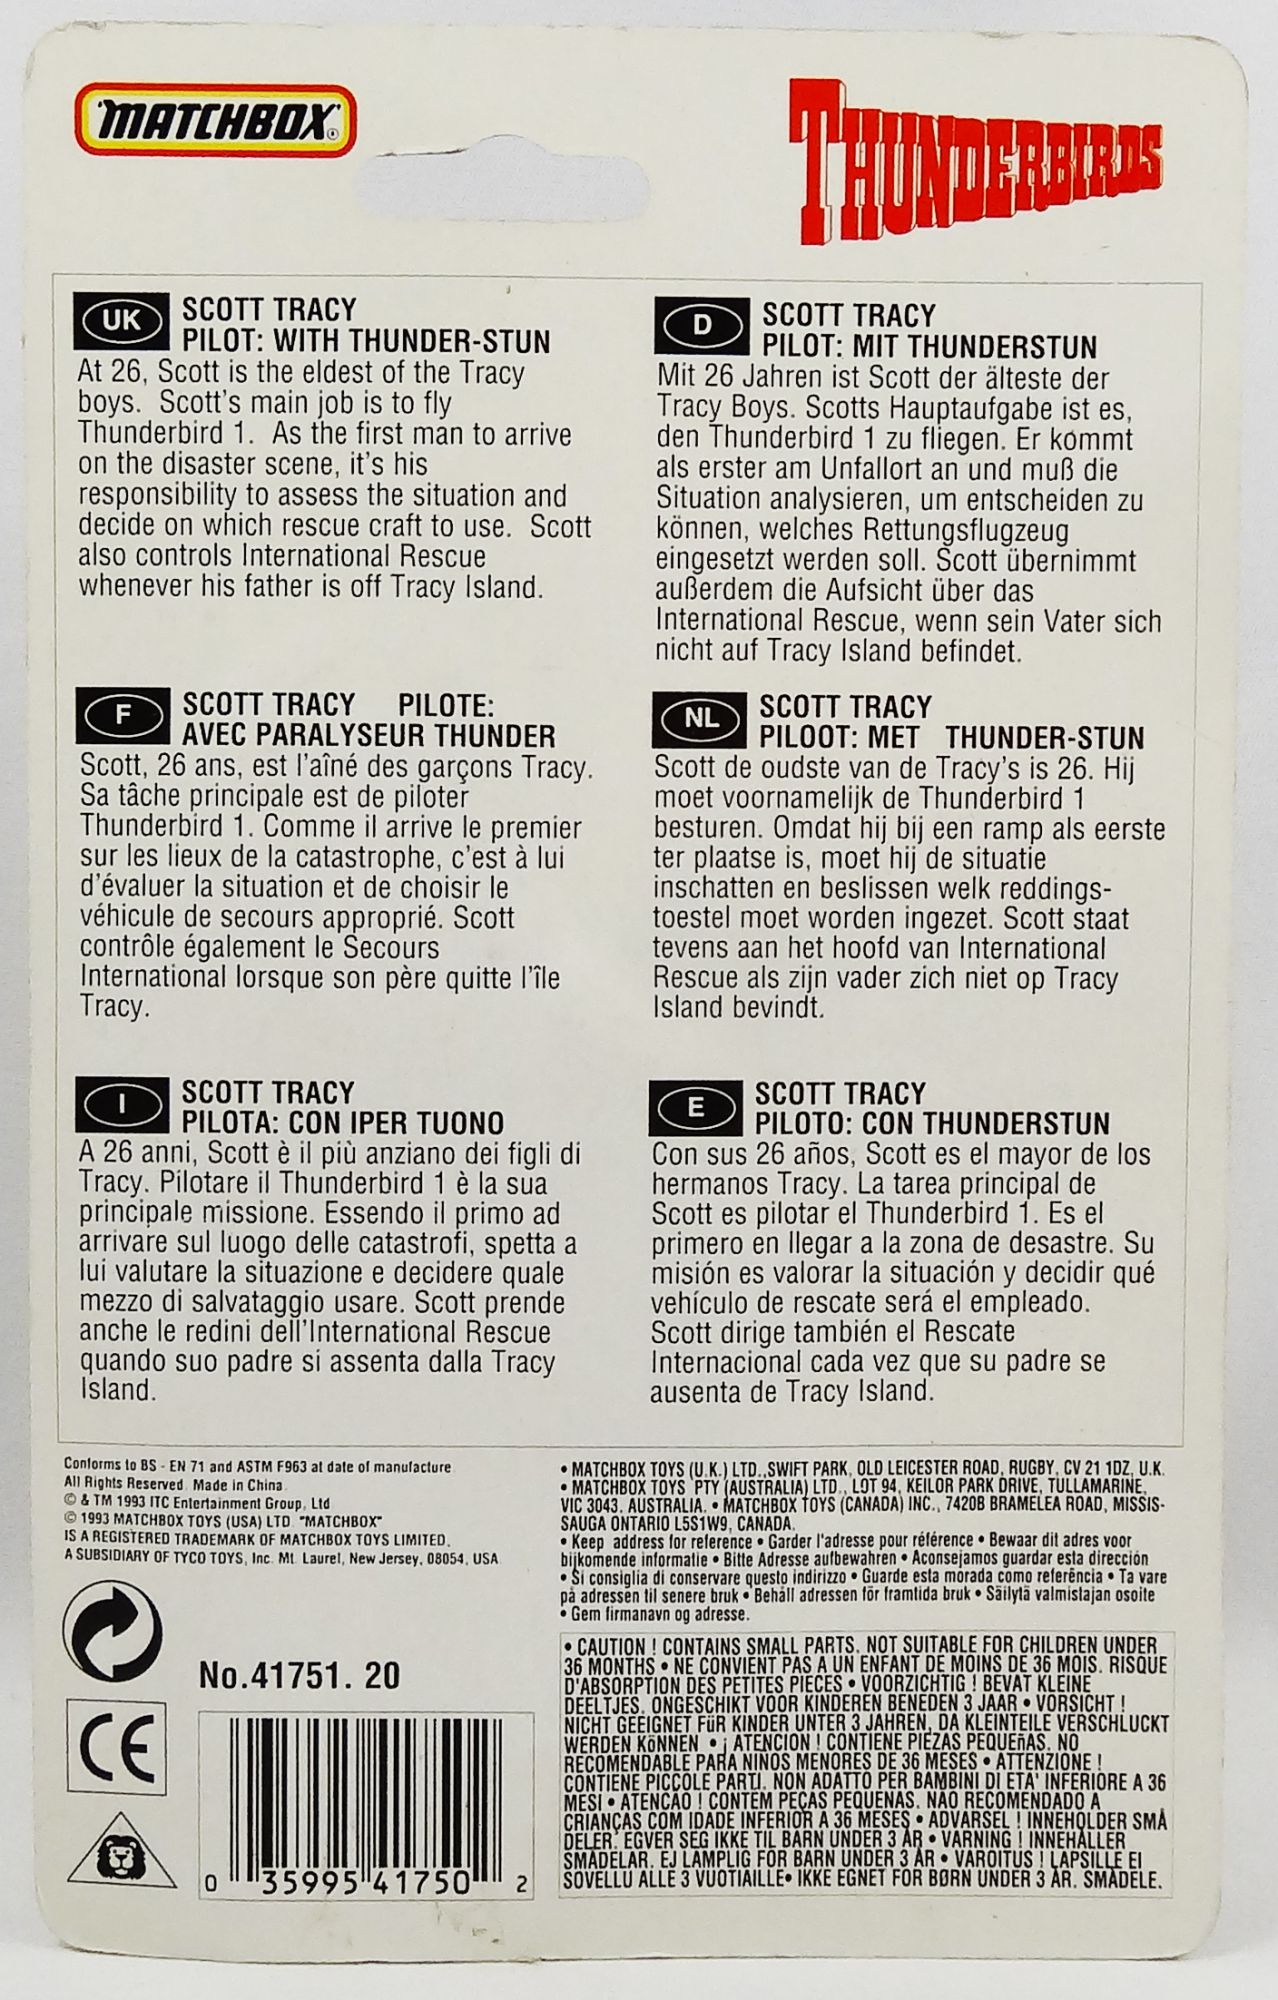 MATCHBOX®
THUNDERBIRDS
UK
SCOTT TRACY
PILOT: WITH THUNDER-STUN
At 26, Scott is the eldest of the Tracy
boys.  Scott's main job is to fly
Thunderbird 1.  As the first man to arrive
on the disaster scene, it's his
responsibility to assess the situation and
decide on which rescue craft to use.  Scott
also controls International Rescue
whenever his father is off Tracy Island.
D
SCOTT TRACY
PILOT: MIT THUNDERSTUN
Mit 26 Jahren ist Scott der älteste der
Tracy Boys. Scotts Hauptaufgabe ist es,
den Thunderbird 1 zu fliegen. Er kommt
als erster am Unfallort an und muß die
Situation analysieren, um entscheiden zu
können, welches Rettungsflugzeug
eingesetzt werden soll. Scott übernimmt
außerdem die Aufsicht über das
International Rescue, wenn sein Vater sich
nicht auf Tracy Island befindet.
F
SCOTT TRACY PILOTE:
AVEC PARALYSEUR THUNDER
Scott, 26 ans, est l'aîné des garçons Tracy.
Sa tâche principale est de piloter
Thunderbird 1. Comme il arrive le premier
sur les lieux de la catastrophe, c'est à lui
d'évaluer la situation et de choisir le
véhicule de secours approprié. Scott
contrôle également le Secours
International lorsque son père quitte l'île
Tracy.
NL
SCOTT TRACY
PILOOT: MET THUNDER-STUN
Scott de oudste van de Tracy's is 26. Hij
moet voornamelijk de Thunderbird 1
besturen. Omdat hij bij een ramp als eerste
ter plaatse is, moet hij de situatie
inschatten en beslissen welk reddings-
toestel moet worden ingezet. Scott staat
tevens aan het hoofd van International
Rescue als zijn vader zich niet op Tracy
Island bevindt.
I
SCOTT TRACY
PILOTA: CON IPER TUONO
A 26 anni, Scott è il più anziano dei figli di
Tracy. Pilotare il Thunderbird 1 è la sua
principale missione. Essendo il primo ad
arrivare sul luogo delle catastrofi, spetta a
lui valutare la situazione e decidere quale
mezzo di salvataggio usare. Scott prende
anche le redini dell'International Rescue
quando suo padre si assenta dalla Tracy
Island.
E
SCOTT TRACY
PILOTO: CON THUNDERSTUN
Con sus 26 años, Scott es el mayor de los
hermanos Tracy. La tarea principal de
Scott es pilotar el Thunderbird 1. Es el
primero en llegar a la zona de desastre. Su
misión es valorar la situación y decidir qué
vehículo de rescate será el empleado.
Scott dirige también el Rescate
Internacional cada vez que su padre se
ausenta de Tracy Island.
Conforms to BS - EN 71 and ASTM F963 at date of manufacture
All Rights Reserved. Made in China
© & TM 1993 ITC Entertainment Group, Ltd
© 1993 MATCHBOX TOYS (USA) LTD. "MATCHBOX"
IS A REGISTERED TRADEMARK OF MATCHBOX TOYS LIMITED,
A SUBSIDIARY OF TYCO TOYS, Inc. Mt. Laurel, New Jersey, 08054, USA
No.41751. 20
CE
0 35995 41750 2
• MATCHBOX TOYS (U.K.) LTD.,SWIFT PARK, OLD LEICESTER ROAD, RUGBY, CV 21 1DZ, U.K.
• MATCHBOX TOYS PTY (AUSTRALIA) LTD., LOT 94, KEILOR PARK DRIVE, TULLAMARINE,
VIC 3043. AUSTRALIA. • MATCHBOX TOYS (CANADA) INC., 7420B BRAMELEA ROAD, MISSIS-
SAUGA ONTARIO L5S1W9, CANADA.
• Keep address for reference • Garder l'adresse pour référence • Bewaar dit adres voor
bijkomende informatie • Bitte Adresse aufbewahren • Aconsejamos guardar esta dirección
• Si consiglia di conservare questo indirizzo • Guarde esta morada como referência • Ta vare
på adressen til senere bruk • Behåll adressen för framtida bruk • Säilytä valmistajan osoite
• Gem firmanavn og adresse.
• CAUTION ! CONTAINS SMALL PARTS. NOT SUITABLE FOR CHILDREN UNDER
36 MONTHS • NE CONVIENT PAS A UN ENFANT DE MOINS DE 36 MOIS. RISQUE
D'ABSORPTION DES PETITES PIECES • VOORZICHTIG ! BEVAT KLEINE
DEELTJES. ONGESCHIKT VOOR KINDEREN BENEDEN 3 JAAR • VORSICHT !
NICHT GEEIGNET FüR KINDER UNTER 3 JAHREN, DA KLEINTEILE VERSCHLUCKT
WERDEN KöNNEN • ¡ ATENCION ! CONTIENE PIEZAS PEQUEñAS. NO
RECOMENDABLE PARA NINOS MENORES DE 36 MESES • ATTENZIONE !
CONTIENE PICCOLE PARTI. NON ADATTO PER BAMBINI DI ETA' INFERIORE A 36
MESI • ATENCAO ! CONTEM PEÇAS PEQUENAS. NAO RECOMENDADO A
CRIANÇAS COM IDADE INFERIOR A 36 MESES • ADVARSEL ! INNEHOLDER SMÅ
DELER. EGVER SEG IKKE TIL BARN UNDER 3 ÅR • VARNING ! INNEHALLER
SMÅDELAR. EJ LAMPLIG FOR BARN UNDER 3 ÅR • VAROITUS ! LAPSILLE EI
SOVELLU ALLE 3 VUOTIAILLE• IKKE EGNET FOR BØRN UNDER 3 ÅR. SMÅDELE.